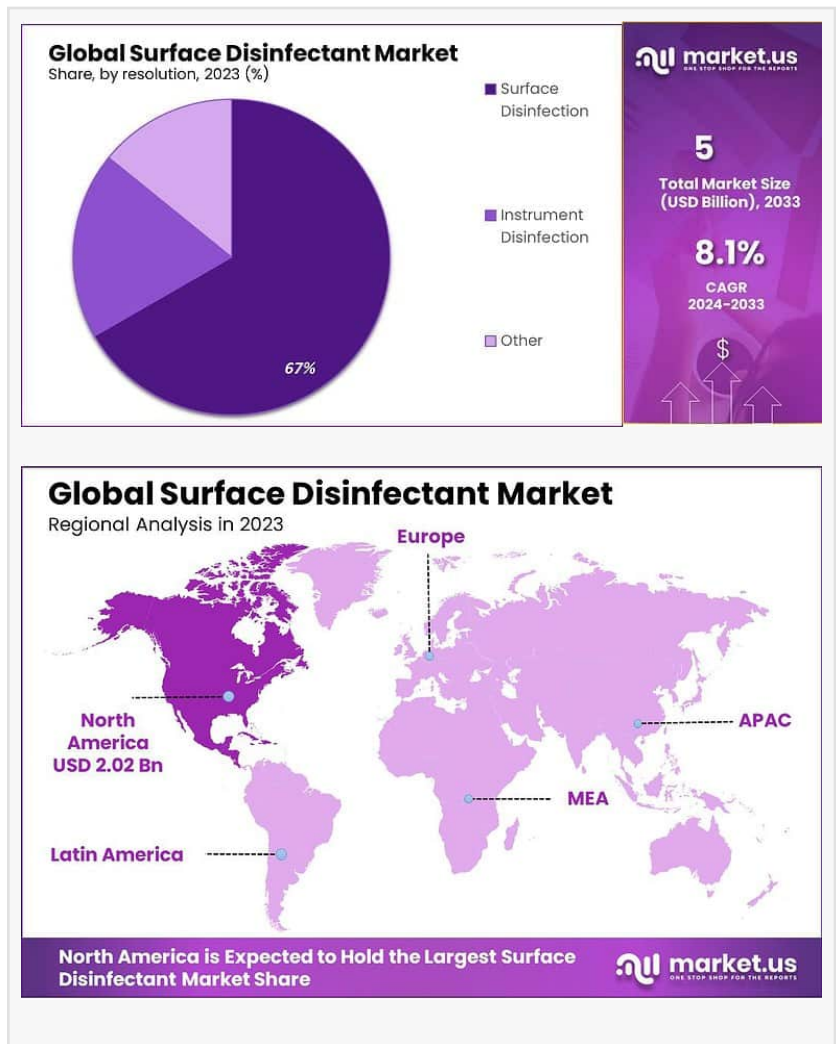 Global Surface Disinfectant Market
Share, by resolution, 2023 (%)
67%
Surface
Disinfection
Instrument
Disinfection
Other
market.us
ONE STOP SHOP FOR THE REPORTS
5
Total Market Size
(USD Billion), 2033
8.1%
CAGR
2024-2033
$
Global Surface Disinfectant Market
Regional Analysis in 2023
Europe
North
America
USD 2.02 Bn
APAC
MEA
Latin America
North America is Expected to Hold the Largest Surface
Disinfectant Market Share
market.us
ONE STOP SHOP FOR THE REPORTS